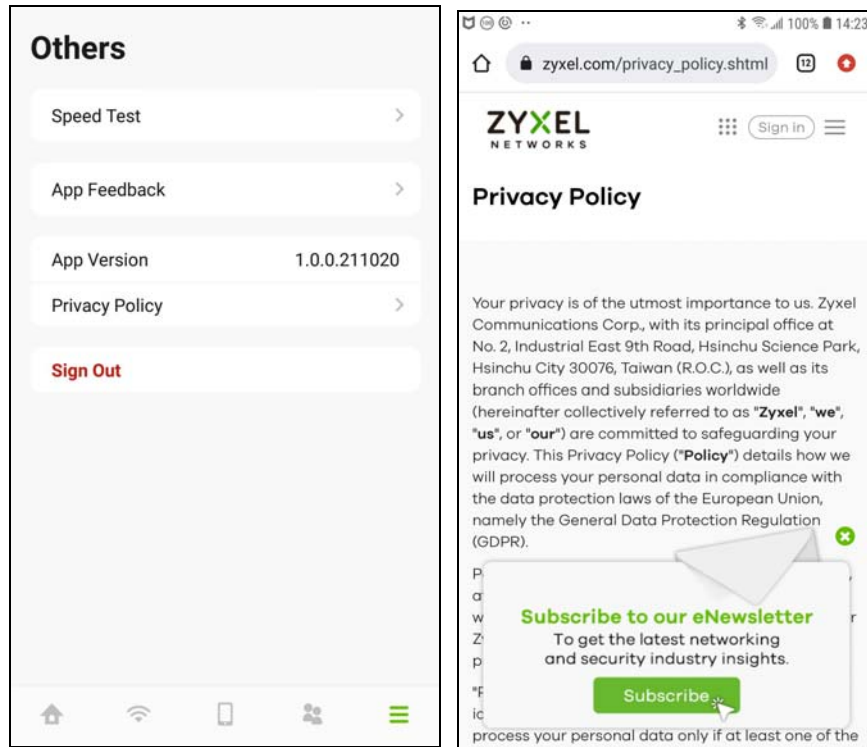 Others
Speed Test
App Feedback
App Version 1.0.0.211020
Privacy Policy
Sign Out
100% 14:23
zyxel.com/privacy_policy.shtml 12
ZYXEL
NETWORKS
Sign in
Privacy Policy
Your privacy is of the utmost importance to us. Zyxel
Communications Corp., with its principal office at
No. 2, Industrial East 9th Road, Hsinchu Science Park,
Hsinchu City 30076, Taiwan (R.O.C.), as well as its
branch offices and subsidiaries worldwide
(hereinafter collectively referred to as "Zyxel", "we",
"us", or "our") are committed to safeguarding your
privacy. This Privacy Policy ("Policy") details how we
will process your personal data in compliance with
the data protection laws of the European Union,
namely the General Data Protection Regulation
(GDPR).
Subscribe to our eNewsletter
To get the latest networking
and security industry insights.
Subscribe
process your personal data only if at least one of the